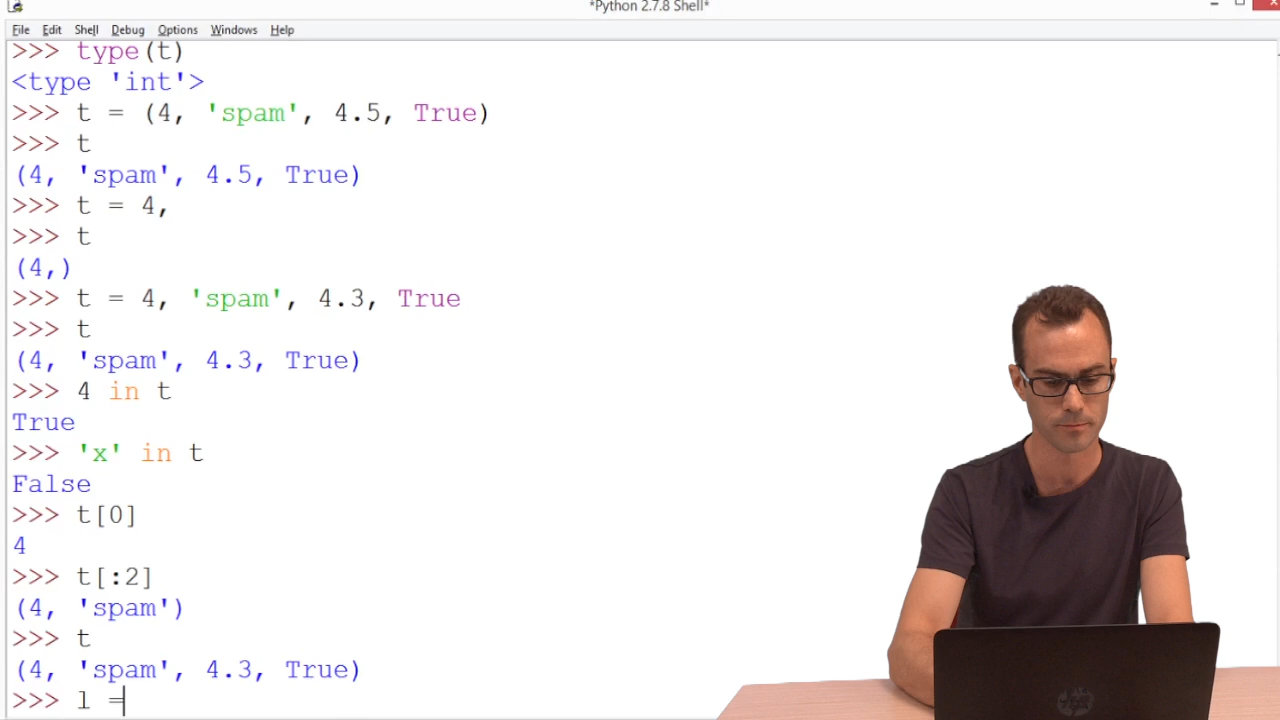 *Python 2.7.8 Shell*
File Edit Shell Debug Options Windows Help
>>> type(t)
<type 'int'>
>>> t = (4, 'spam', 4.5, True)
>>> t
(4, 'spam', 4.5, True)
>>> t = 4,
>>> t
(4,)
>>> t = 4, 'spam', 4.3, True
>>> t
(4, 'spam', 4.3, True)
>>> 4 in t
True
>>> 'x' in t
False
>>> t[0]
4
>>> t[:2]
(4, 'spam')
>>> t
(4, 'spam', 4.3, True)
>>> l =